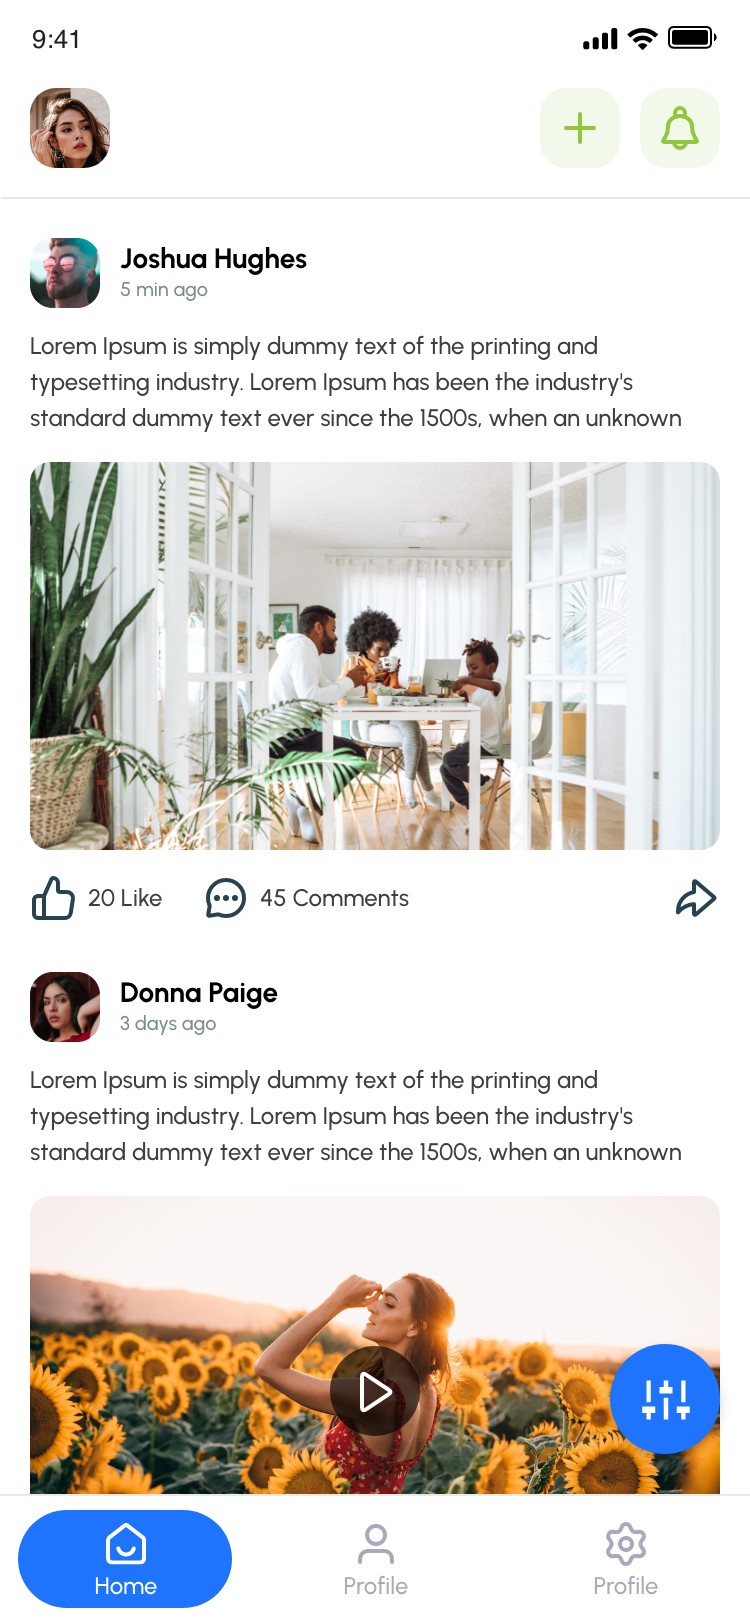 9:41
Joshua Hughes
5 min ago
Lorem Ipsum is simply dummy text of the printing and
typesetting industry. Lorem Ipsum has been the industry's
standard dummy text ever since the 1500s, when an unknown
20 Like
45 Comments
Donna Paige
3 days ago
Lorem Ipsum is simply dummy text of the printing and
typesetting industry. Lorem Ipsum has been the industry's
standard dummy text ever since the 1500s, when an unknown
Home
Profile
Profile